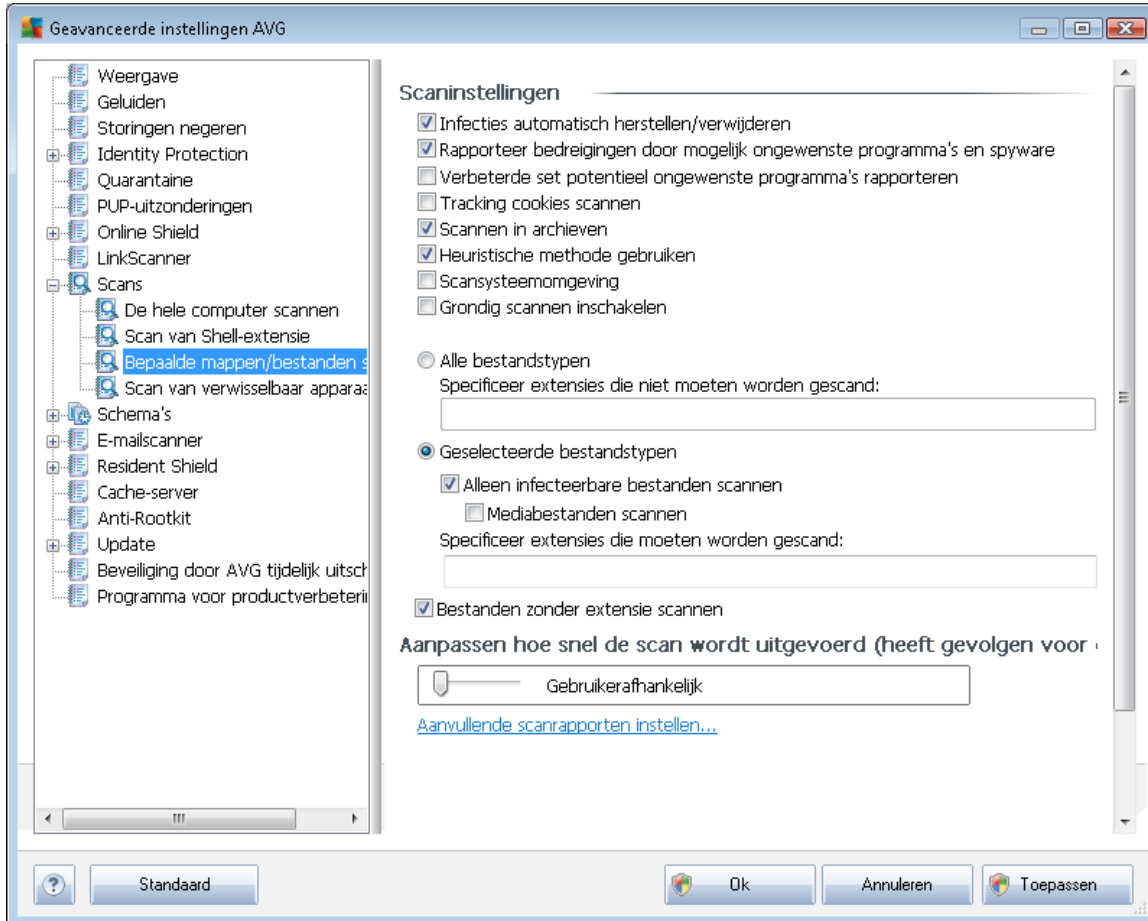 Geavanceerde instellingen AVG
Weergave
Geluiden
Storingen negeren
Identity Protection
Quarantaine
PUP-uitzonderingen
Online Shield
LinkScanner
Scans
De hele computer scannen
Scan van Shell-extensie
Bepaalde mappen/bestanden s
Scan van verwisselbaar apparaa
Schema's
E-mailscanner
Resident Shield
Cache-server
Anti-Rootkit
Update
Beveiliging door AVG tijdelijk uitsch
Programma voor productverbeterin
Scaninstellingen
Infecties automatisch herstellen/verwijderen
Rapporteer bedreigingen door mogelijk ongewenste programma's en spyware
Verbeterde set potentieel ongewenste programma's rapporteren
Tracking cookies scannen
Scannen in archieven
Heuristische methode gebruiken
Scansysteemomgeving
Grondig scannen inschakelen
Alle bestandstypen
Specificeer extensies die niet moeten worden gescand:
Geselecteerde bestandstypen
Alleen infecteerbare bestanden scannen
Mediabestanden scannen
Specificeer extensies die moeten worden gescand:
Bestanden zonder extensie scannen
Aanpassen hoe snel de scan wordt uitgevoerd (heeft gevolgen voor
Gebruikerafhankelijk
Aanvullende scanrapporten instellen...
Standaard
Ok
Annuleren
Toepassen